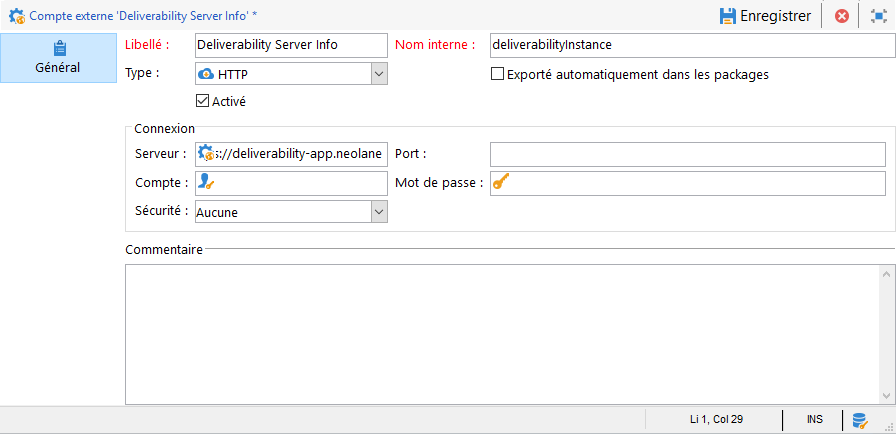 Compte externe 'Deliverability Server Info' * Enregistrer
Général
Libellé : Deliverability Server Info Nom interne : deliverabilityInstance
Type : HTTP Exporté automatiquement dans les packages
Activé
Connexion
Serveur : s://deliverability-app.neolane Port :
Compte : Mot de passe :
Sécurité : Aucune
Commentaire
Li 1, Col 29 INS